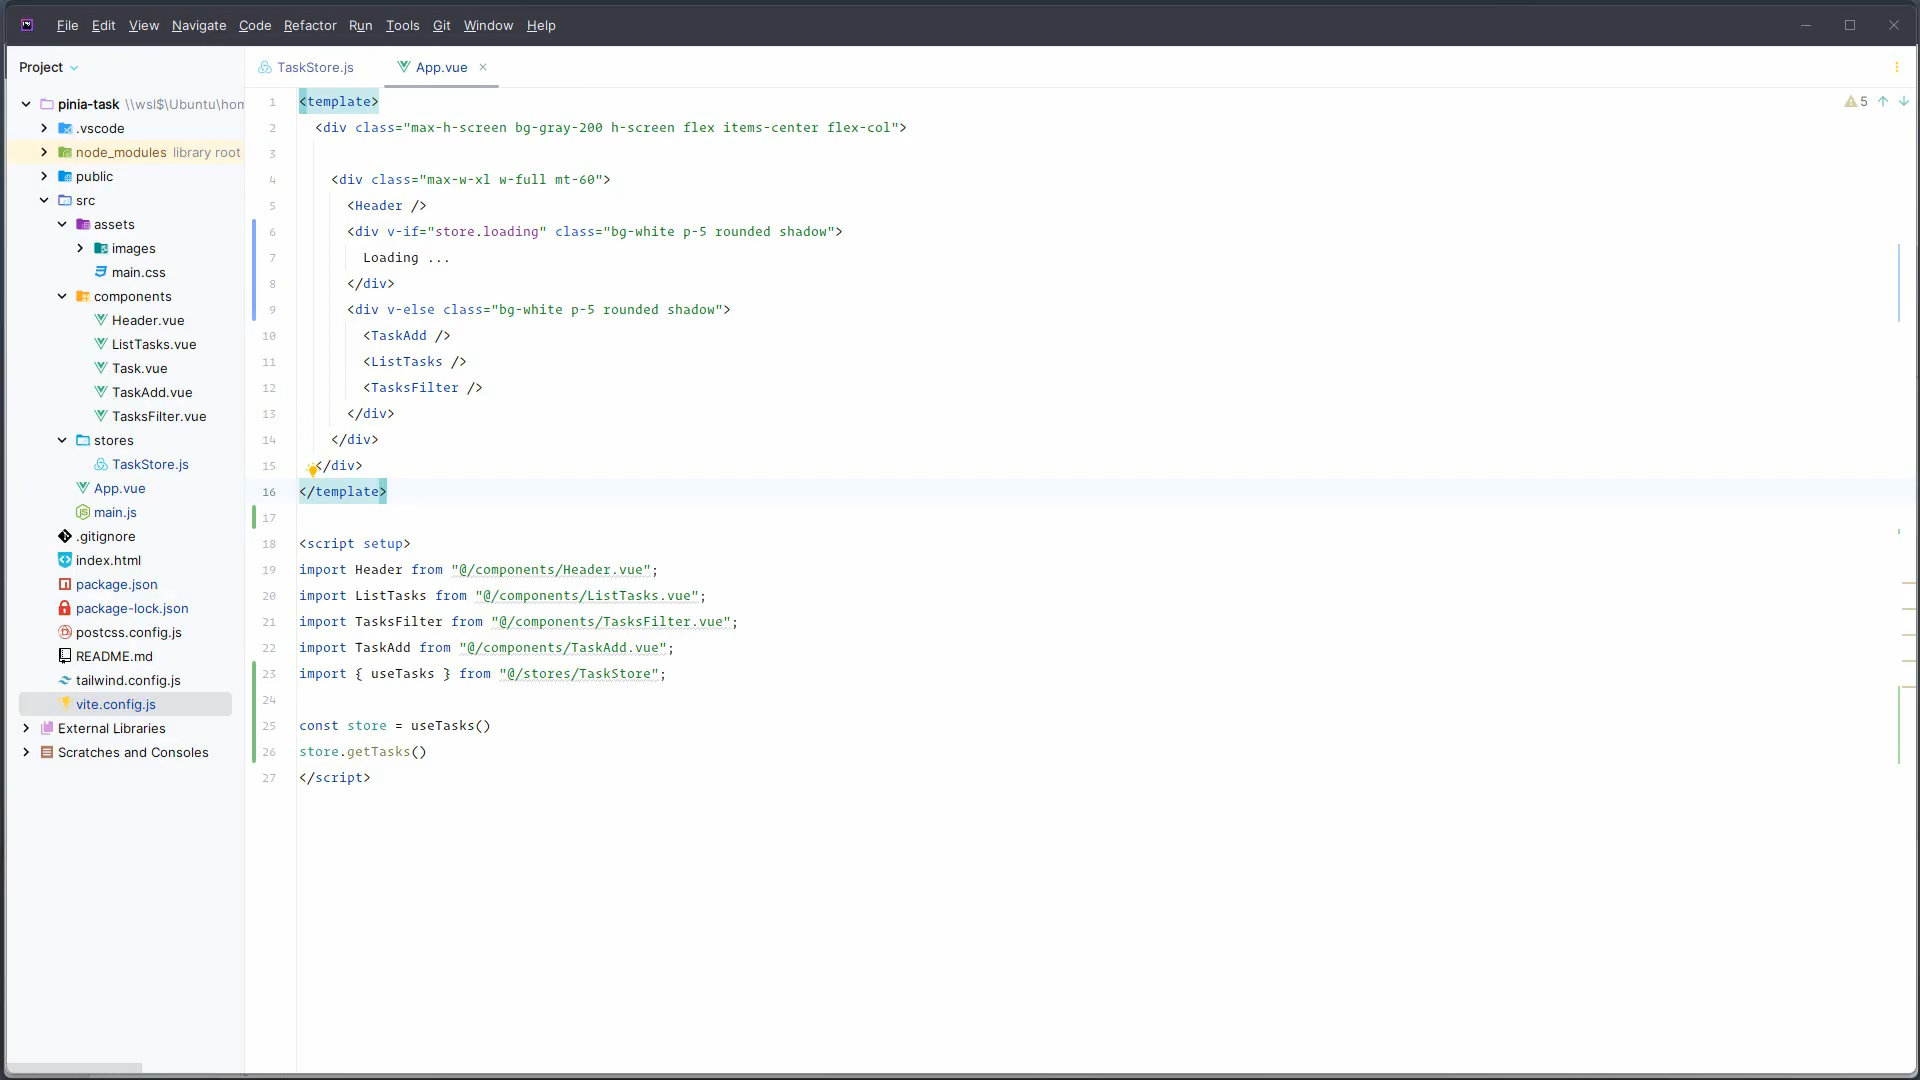 File Edit View Navigate Code Refactor Run Tools Git Window Help
Project
TaskStore.js
App.vue
pinia-task \\wsl$\Ubuntu\hom
.vscode
node_modules library root
public
src
assets
images
main.css
components
Header.vue
ListTasks.vue
Task.vue
TaskAdd.vue
TasksFilter.vue
stores
TaskStore.js
App.vue
main.js
.gitignore
index.html
package.json
package-lock.json
postcss.config.js
README.md
tailwind.config.js
vite.config.js
External Libraries
Scratches and Consoles
5
1 <template>
2 <div class="max-h-screen bg-gray-200 h-screen flex items-center flex-col">
3
4 <div class="max-w-xl w-full mt-60">
5 <Header />
6 <div v-if="store.loading" class="bg-white p-5 rounded shadow">
7 Loading ...
8 </div>
9 <div v-else class="bg-white p-5 rounded shadow">
10 <TaskAdd />
11 <ListTasks />
12 <TasksFilter />
13 </div>
14 </div>
15 </div>
16 </template>
17
18 <script setup>
19 import Header from "@/components/Header.vue";
20 import ListTasks from "@/components/ListTasks.vue";
21 import TasksFilter from "@/components/TasksFilter.vue";
22 import TaskAdd from "@/components/TaskAdd.vue";
23 import { useTasks } from "@/stores/TaskStore";
24
25 const store = useTasks()
26 store.getTasks()
27 </script>